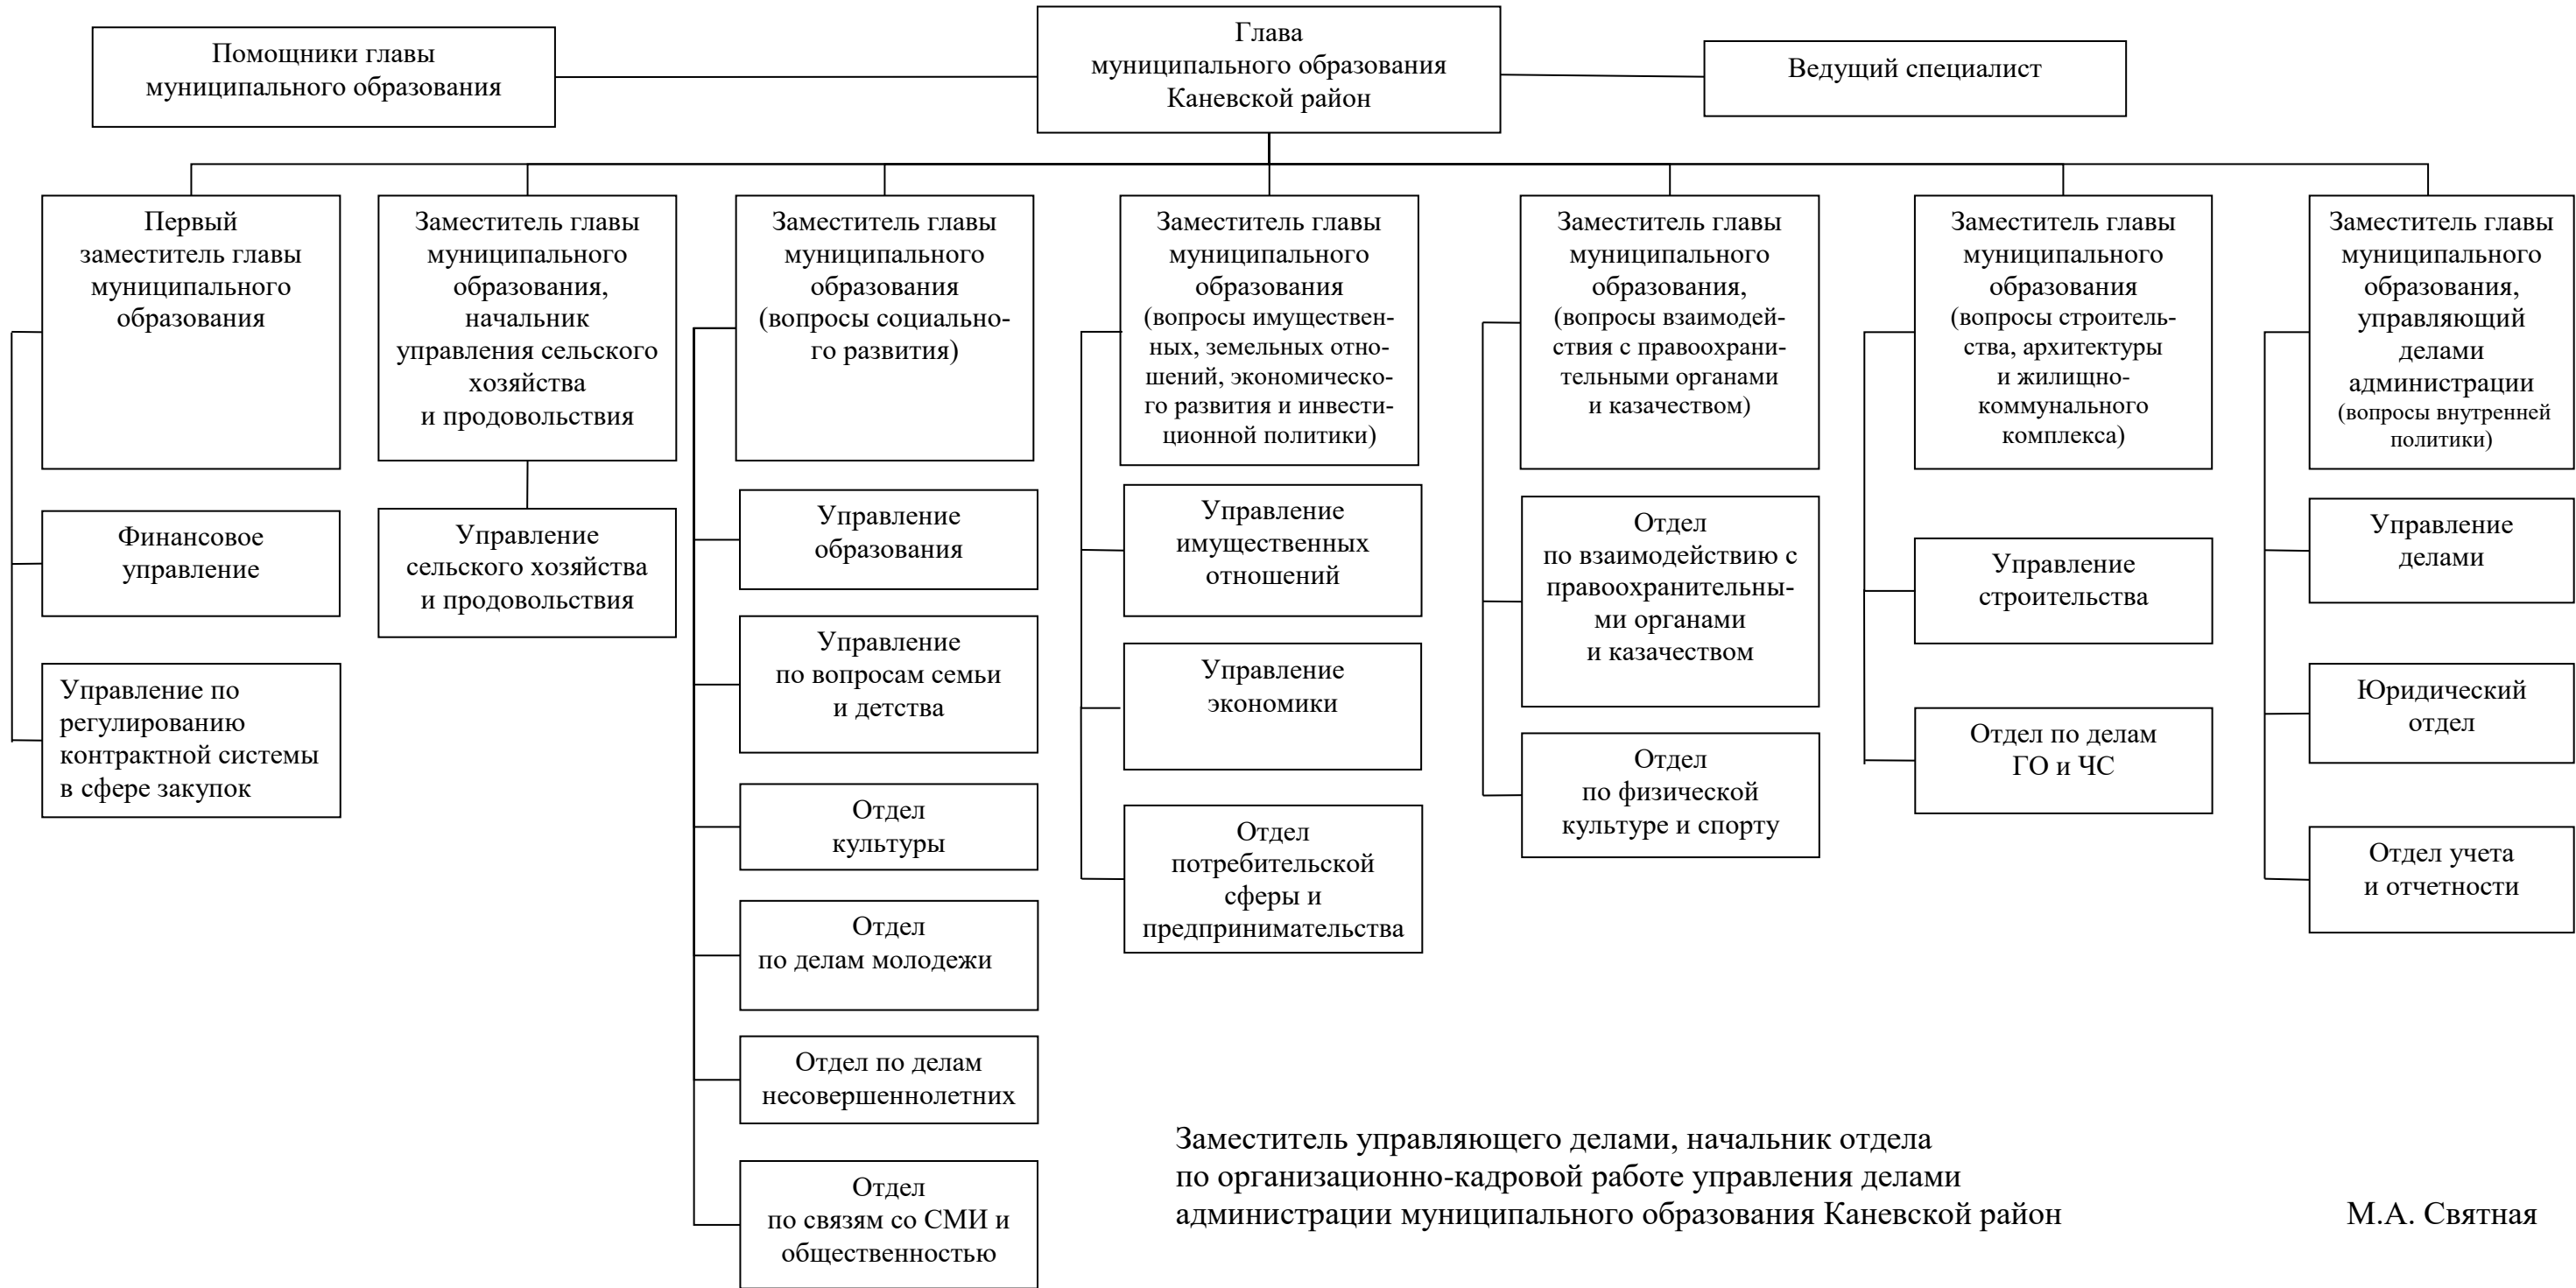 Помощники главы
муниципального образования
Глава
муниципального образования
Каневской район
Ведущий специалист
Первый
заместитель главы
муниципального
образования
Заместитель главы
муниципального
образования,
начальник
управления сельского
хозяйства
и продовольствия
Заместитель главы
муниципального
образования
(вопросы социально-
го развития)
Заместитель главы
муниципального
образования
(вопросы имуществен-
ных, земельных отно-
шений, экономическо-
го развития и инвести-
ционной политики)
Заместитель главы
муниципального
образования,
(вопросы взаимодей-
ствия с правоохрани-
тельными органами
и казачеством)
Заместитель главы
муниципального
образования
(вопросы строитель-
ства, архитектуры
и жилищно-
коммунального
комплекса)
Заместитель главы
муниципального
образования,
управляющий
делами
администрации
(вопросы внутренней
политики)
Финансовое
управление
Управление по
регулированию
контрактной системы
в сфере закупок
Управление
сельского хозяйства
и продовольствия
Управление
образования
Управление
по вопросам семьи
и детства
Отдел
культуры
Отдел
по делам молодежи
Отдел по делам
несовершеннолетних
Отдел
по связям со СМИ и
общественностью
Управление
имущественных
отношений
Управление
экономики
Отдел
потребительской
сферы и
предпринимательства
Отдел
по взаимодействию с
правоохранительны-
ми органами
и казачеством
Отдел
по физической
культуре и спорту
Управление
строительства
Отдел по делам
ГО и ЧС
Управление
делами
Юридический
отдел
Отдел учета
и отчетности
Заместитель управляющего делами, начальник отдела
по организационно-кадровой работе управления делами
администрации муниципального образования Каневской район М.А. Святная